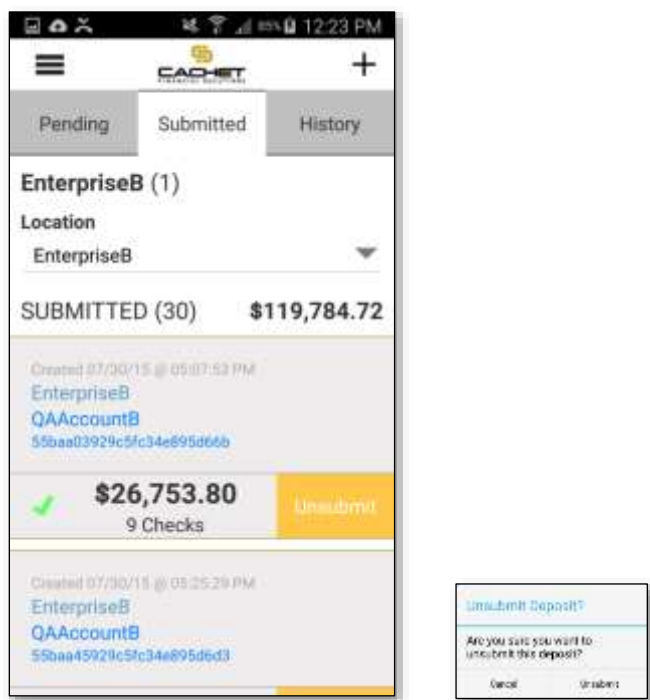 85% 12:23 PM
CACHET
FINANCIAL SOLUTIONS
Pending Submitted History
EnterpriseB (1)
Location
EnterpriseB
SUBMITTED (30) $119,784.72
Created 07/30/15 @ 05:07:53 PM
EnterpriseB
QAAccountB
55baa03929c5fc34e895d66b
$26,753.80
9 Checks
Unsubmit
Created 07/30/15 @ 05:25:29 PM
EnterpriseB
QAAccountB
55baa45929c5fc34e895d6d3
Unsubmit Deposit?
Are you sure you want to
unsubmit this deposit?
Cancel Unsubmit